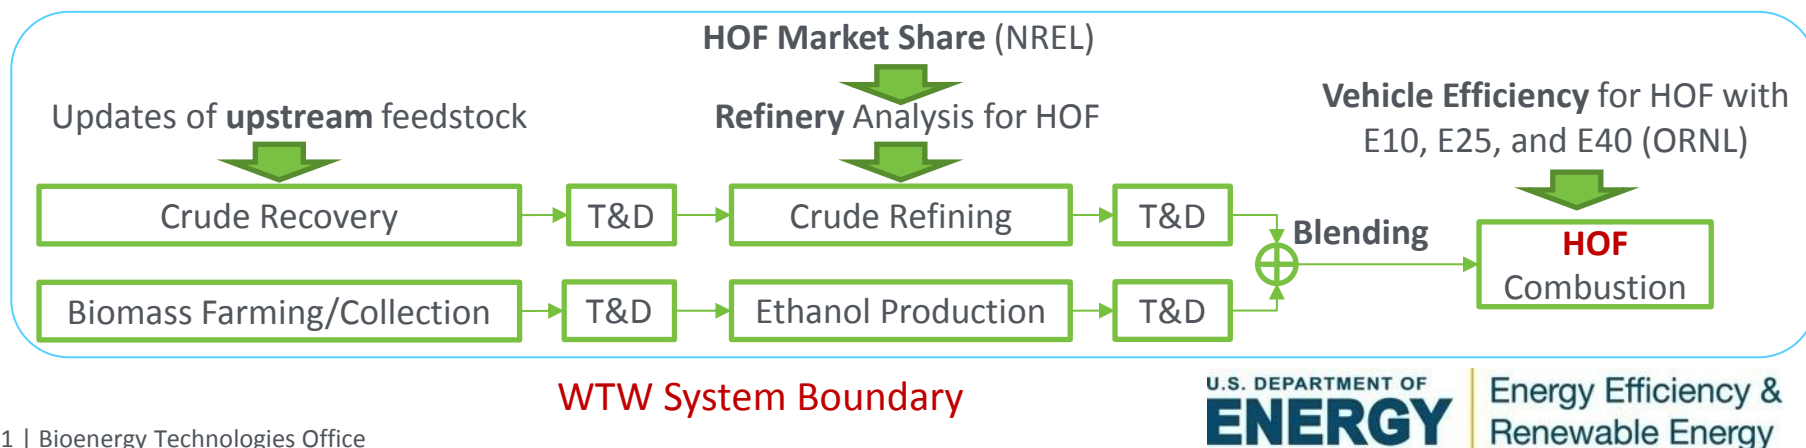 HOF Market Share (NREL)
Updates of upstream feedstock
Refinery Analysis for HOF
Vehicle Efficiency for HOF with
E10, E25, and E40 (ORNL)
Crude Recovery
T&D
Crude Refining
T&D
Blending
HOF
Combustion
Biomass Farming/Collection
T&D
Ethanol Production
T&D
WTW System Boundary
U.S. DEPARTMENT OF
ENERGY
Energy Efficiency &
Renewable Energy
1 | Bioenergy Technologies Office